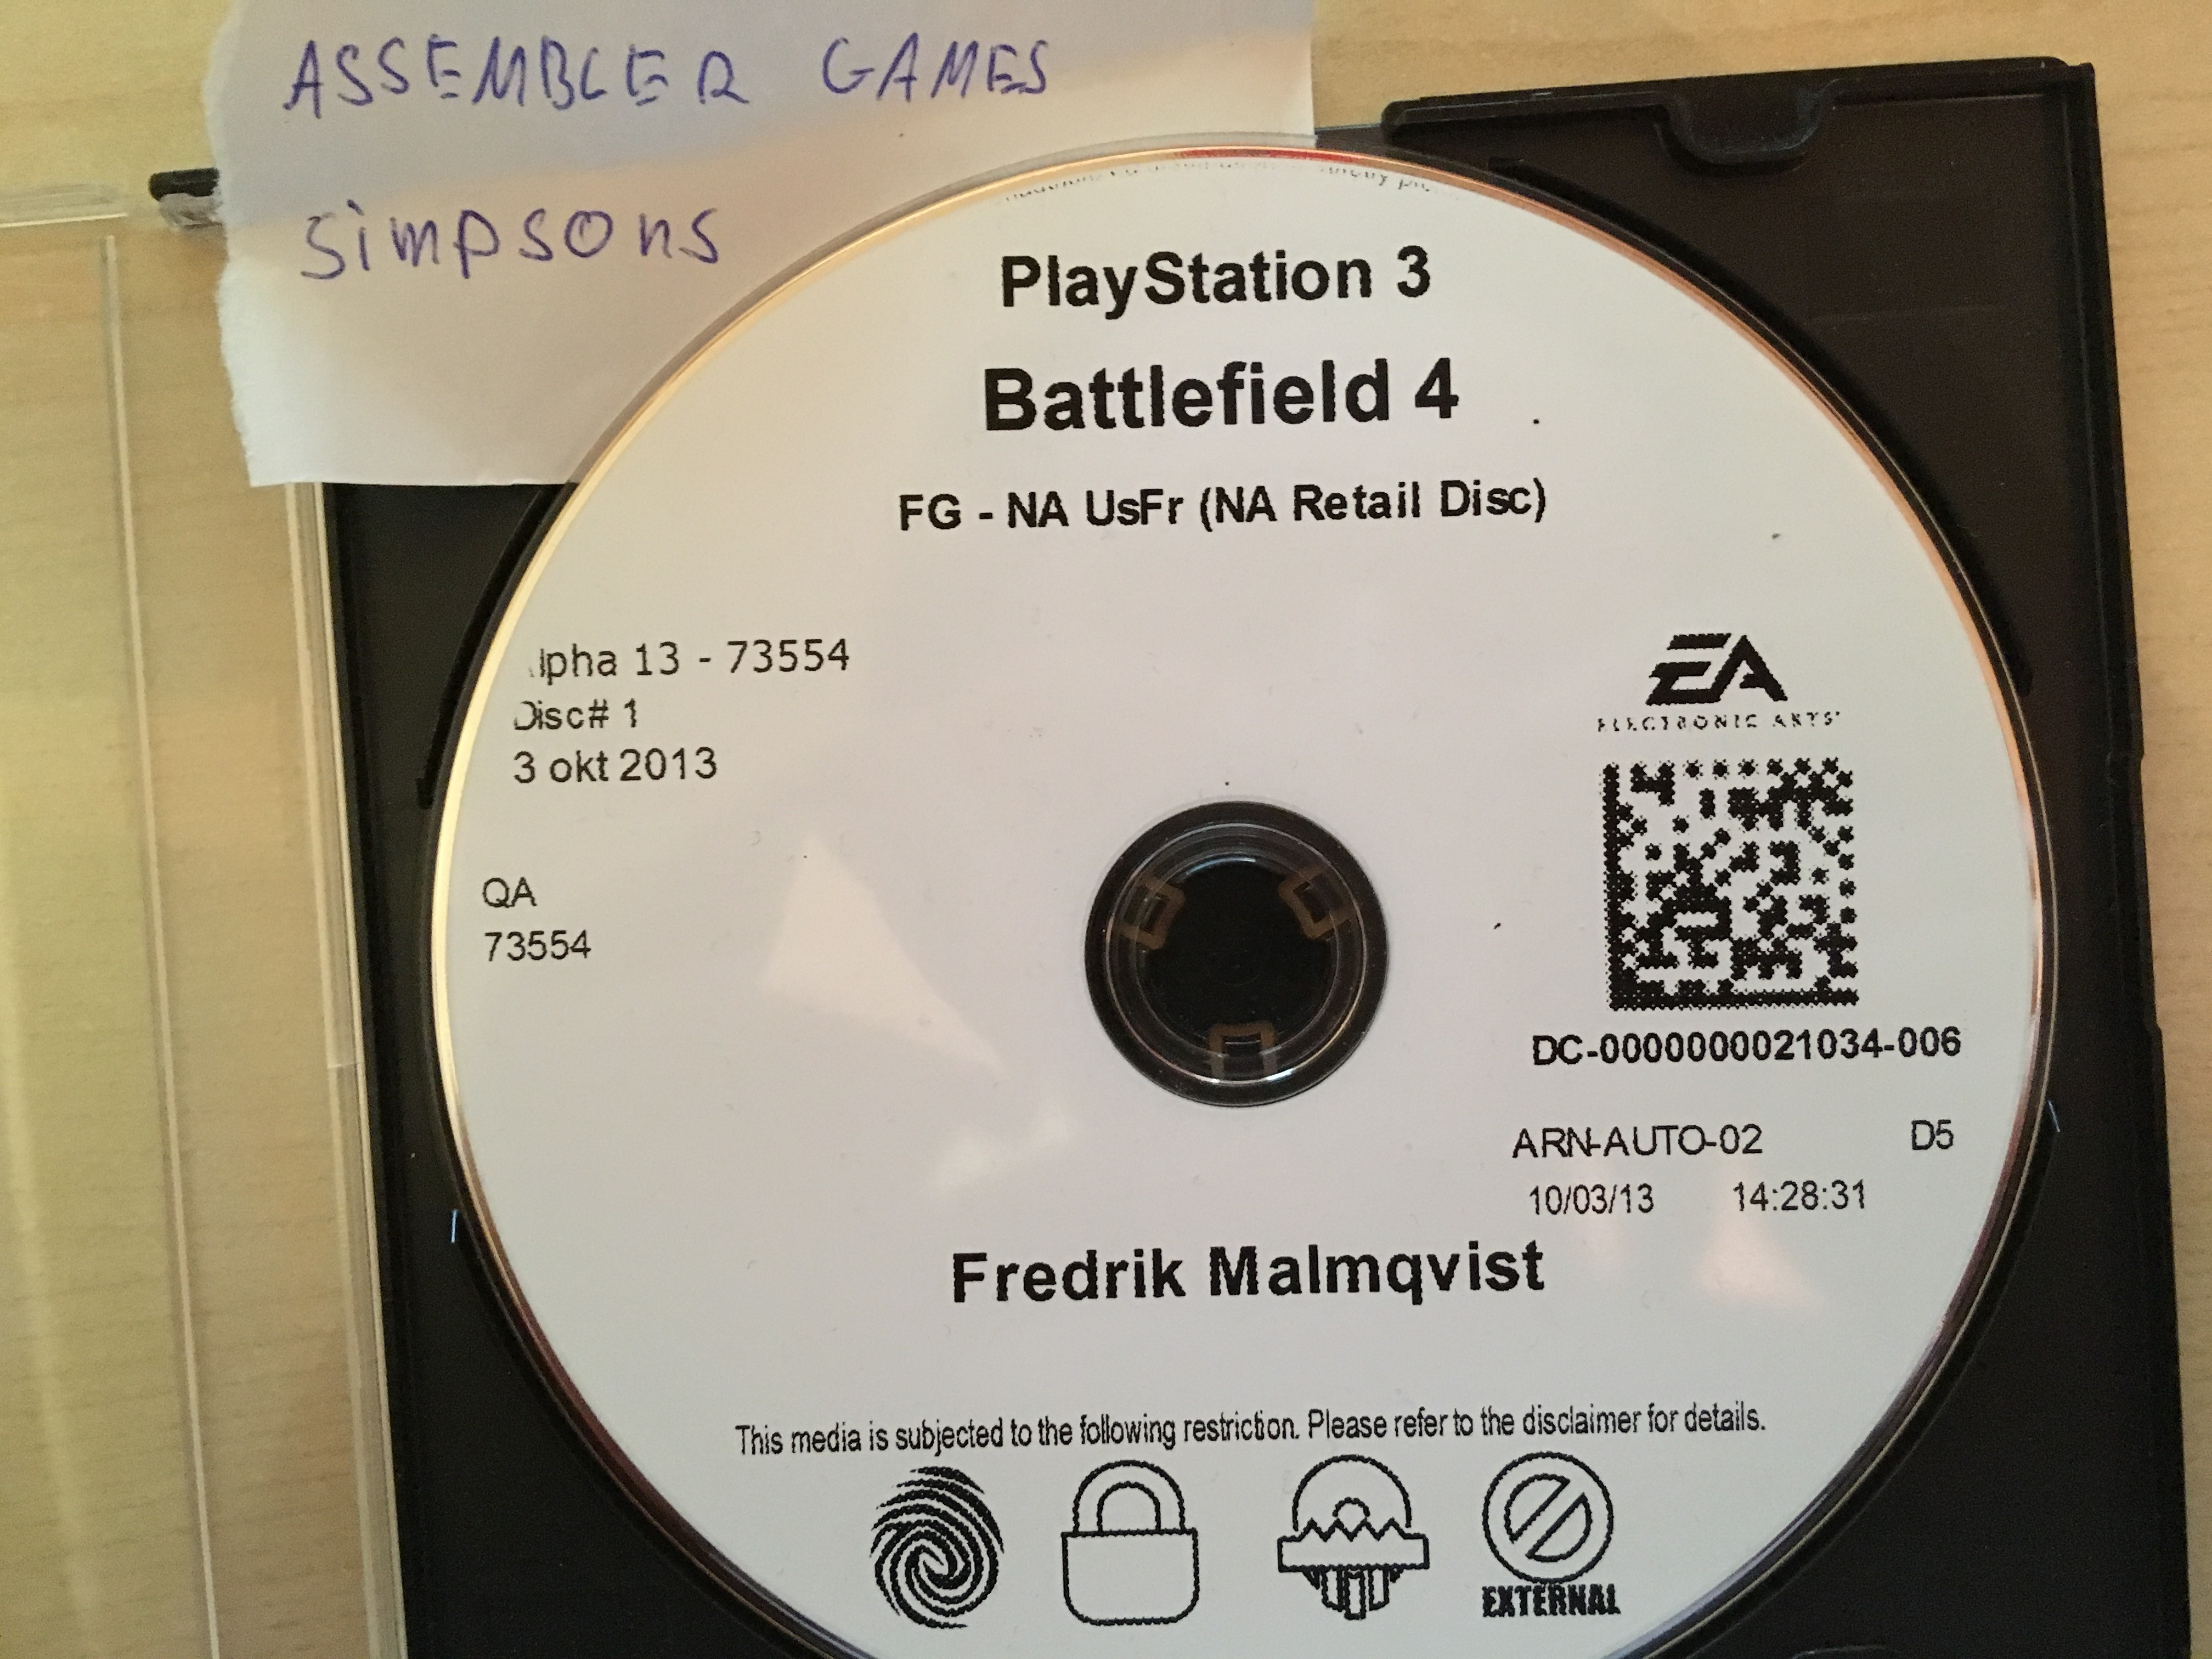 ASSEMBLER GAMES
simpsons
PlayStation 3
Battlefield 4
FG - NA UsFr (NA Retail Disc)
lpha 13 - 73554
Disc# 1
3 okt 2013
QA
73554
EA
ELECTRONIC ARTS
DC-0000000021034-006
ARN-AUTO-02 D5
10/03/13 14:28:31
Fredrik Malmqvist
This media is subjected to the following restriction. Please refer to the disclaimer for details.
EXTERNAL